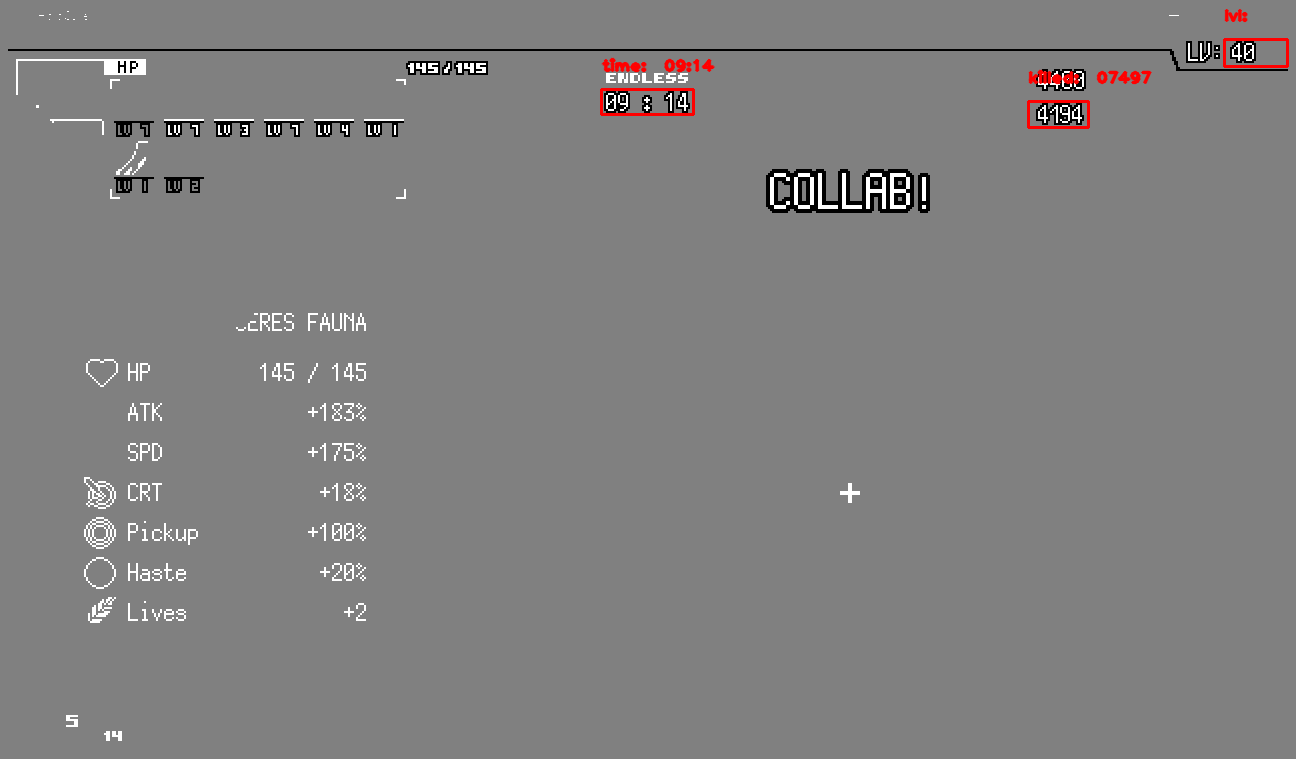 lvl:
LV: 40
HP 145/145
time: 09:14
ENDLESS
killed: 07497
09 : 14
4194
LV 7 LV 7 LV 3 LV 7 LV 4 LV 1
LV 1 LV 2
COLLAB!
CERES FAUNA
HP 145 / 145
ATK +183%
SPD +175%
CRT +18%
Pickup +100%
Haste +20%
Lives +2
5
14